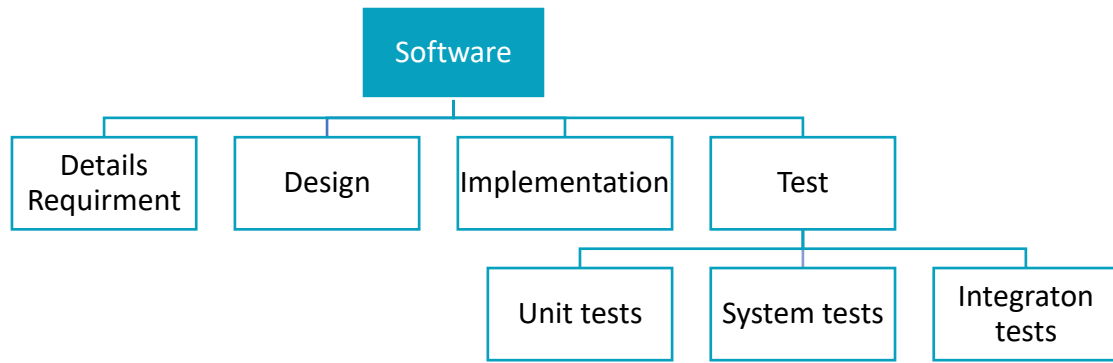 Software
Details
Requirment
Design
Implementation
Test
Unit tests
System tests
Integraton
tests